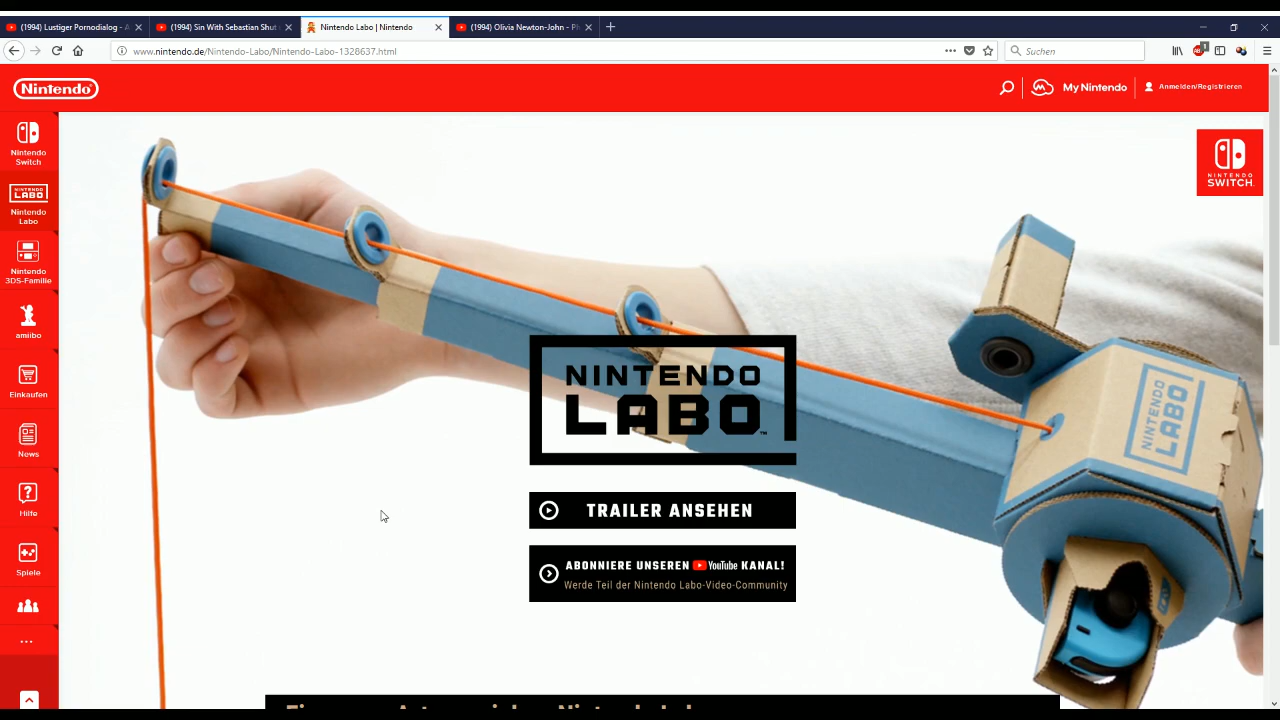 (1994) Lustiger Pornodialog - A
(1994) Sin With Sebastian Shut
Nintendo Labo | Nintendo
(1994) Olivia Newton-John - Ph
www.nintendo.de/Nintendo-Labo/Nintendo-Labo-1328637.html
Suchen
Nintendo
My Nintendo
Anmelden/Registrieren
Nintendo
Switch
NINTENDO
LABO
Nintendo
Labo
Nintendo
3DS-Familie
amiibo
Einkaufen
News
Hilfe
Spiele
...
NINTENDO
SWITCH
NINTENDO
LABO™
NINTENDO
LABO
TRAILER ANSEHEN
ABONNIERE UNSEREN YouTube KANAL!
Werde Teil der Nintendo Labo-Video-Community